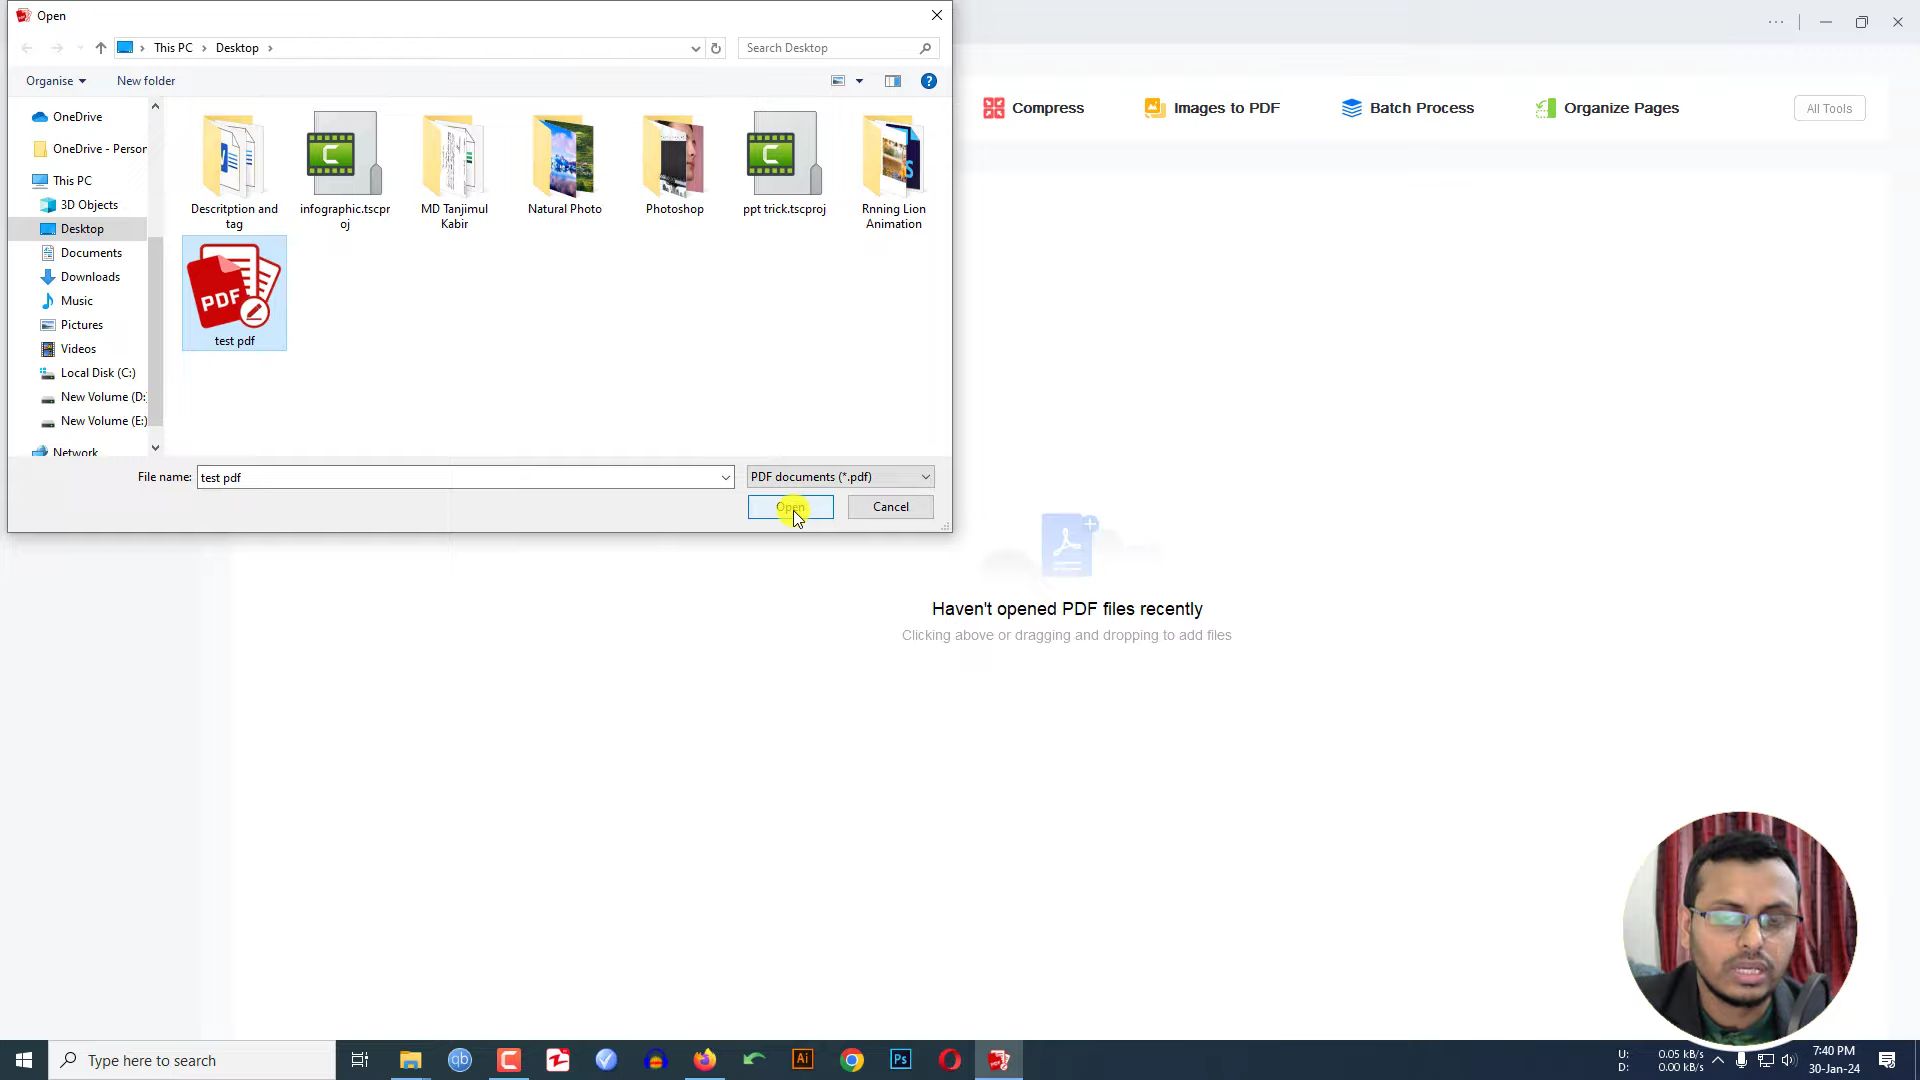 Open
This PC
Desktop
Search Desktop
Organise
New folder
OneDrive
OneDrive - Person
This PC
3D Objects
Desktop
Documents
Downloads
Music
Pictures
Videos
Local Disk (C:)
New Volume (D:
New Volume (E:)
Network
Descritption and
tag
infographic.tscpr
oj
MD Tanjimul
Kabir
Natural Photo
Photoshop
ppt trick.tscproj
Rnning Lion
Animation
PDF
test pdf
File name:
test pdf
PDF documents (*.pdf)
Open
Cancel
Compress
Images to PDF
Batch Process
Organize Pages
All Tools
Haven't opened PDF files recently
Clicking above or dragging and dropping to add files
Type here to search
qb
Ai
Ps
U:
0.05 kB/s
D:
0.00 kB/s
7:40 PM
30-Jan-24